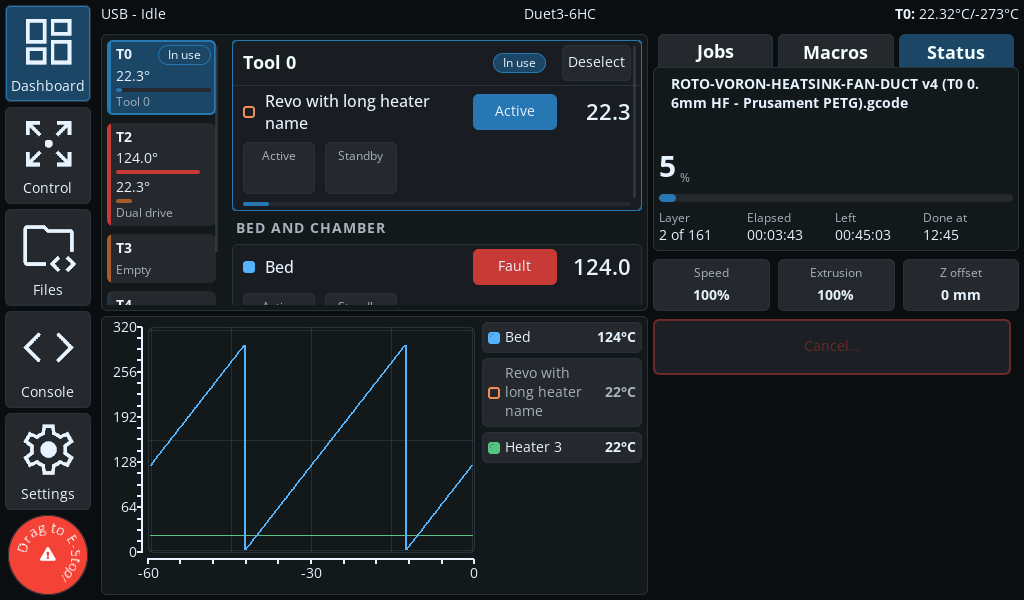 USB - Idle
Duet3-6HC
T0: 22.32°C/-273°C
Dashboard
Control
Files
Console
Settings
Drag to E-Stop!
T0
In use
22.3°
Tool 0
T2
124.0°
22.3°
Dual drive
T3
Empty
T4
Tool 0
In use
Deselect
Revo with long heater
name
Active
22.3
Active
Standby
BED AND CHAMBER
Bed
Fault
124.0
Active
Standby
320
256
192
128
64
0
-60
-30
0
Bed
124°C
Revo with
long heater
name
22°C
Heater 3
22°C
Jobs
Macros
Status
ROTO-VORON-HEATSINK-FAN-DUCT v4 (T0 0.
6mm HF - Prusament PETG).gcode
5 %
Layer
2 of 161
Elapsed
00:03:43
Left
00:45:03
Done at
12:45
Speed
100%
Extrusion
100%
Z offset
0 mm
Cancel...